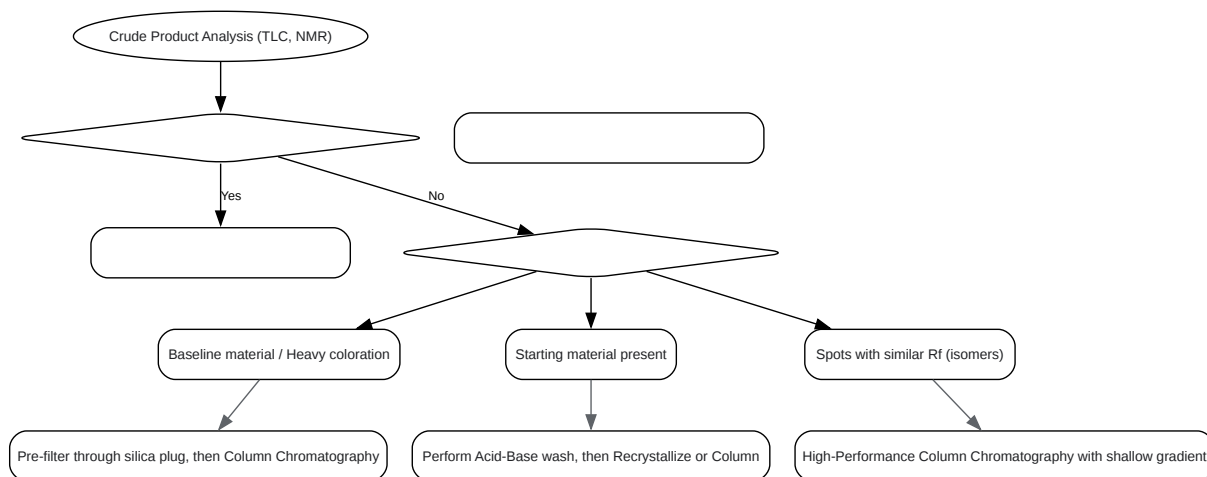 Crude Product Analysis (TLC, NMR)
Yes
No
Baseline material / Heavy coloration
Starting material present
Spots with similar Rf (isomers)
Pre-filter through silica plug, then Column Chromatography
Perform Acid-Base wash, then Recrystallize or Column
High-Performance Column Chromatography with shallow gradient